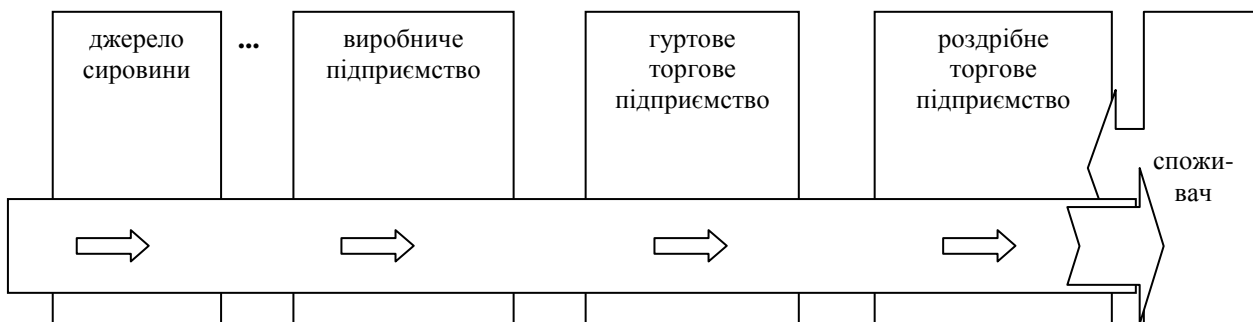 джерело
сировини
...
виробниче
підприємство
гуртове
торгове
підприємство
роздрібне
торгове
підприємство
спожи-
вач